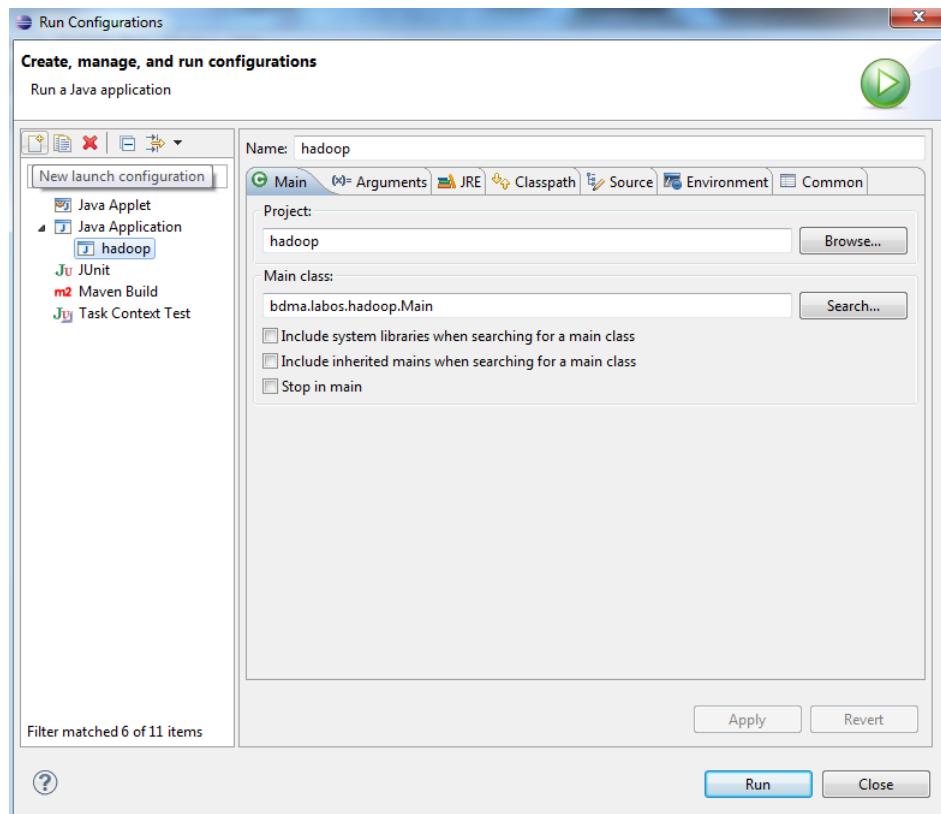 Run Configurations
Create, manage, and run configurations
Run a Java application
New launch configuration
Java Applet
Java Application
hadoop
JUnit
Maven Build
Task Context Test
Filter matched 6 of 11 items
Name: hadoop
Main (x)= Arguments JRE Classpath Source Environment Common
Project:
hadoop Browse...
Main class:
bdma.labos.hadoop.Main Search...
Include system libraries when searching for a main class
Include inherited mains when searching for a main class
Stop in main
Apply Revert
Run Close